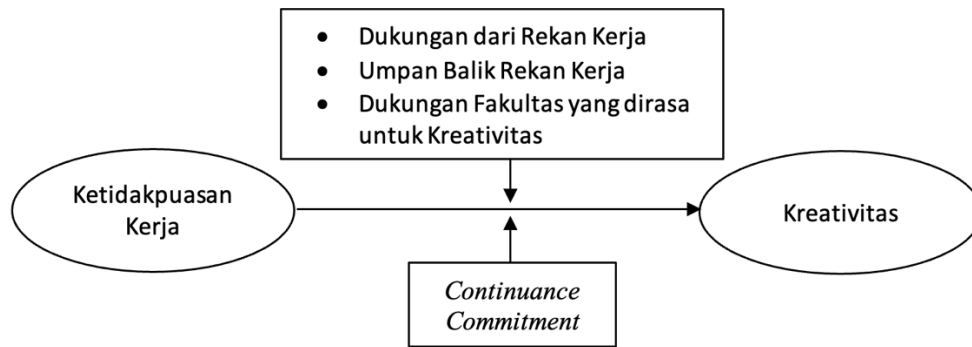 • Dukungan dari Rekan Kerja
• Umpan Balik Rekan Kerja
• Dukungan Fakultas yang dirasa
untuk Kreativitas
Ketidakpuasan
Kerja
Kreativitas
Continuance
Commitment